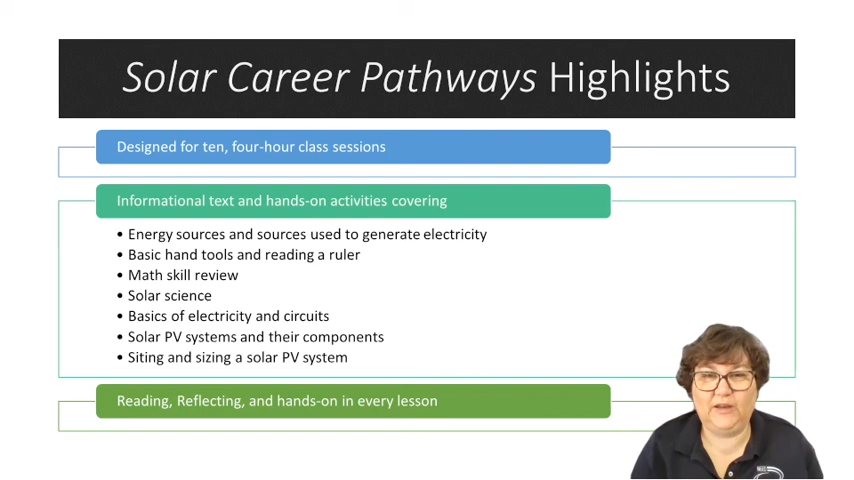 Solar Career Pathways Highlights
Designed for ten, four-hour class sessions
Informational text and hands-on activities covering
• Energy sources and sources used to generate electricity
• Basic hand tools and reading a ruler
• Math skill review
• Solar science
• Basics of electricity and circuits
• Solar PV systems and their components
• Siting and sizing a solar PV system
Reading, Reflecting, and hands-on in every lesson